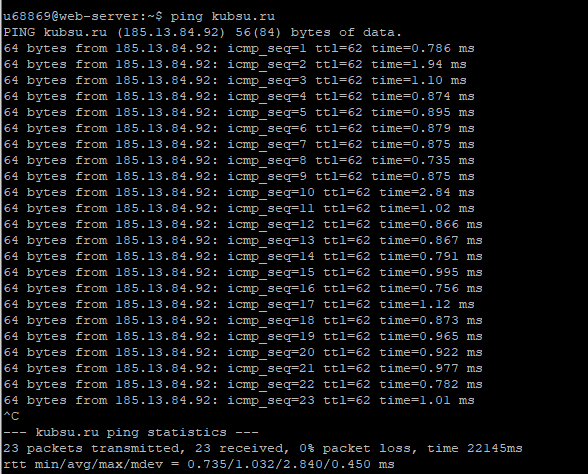 u68869@web-server:~$ ping kubsu.ru
PING kubsu.ru (185.13.84.92) 56(84) bytes of data.
64 bytes from 185.13.84.92: icmp_seq=1 ttl=62 time=0.786 ms
64 bytes from 185.13.84.92: icmp_seq=2 ttl=62 time=1.94 ms
64 bytes from 185.13.84.92: icmp_seq=3 ttl=62 time=1.10 ms
64 bytes from 185.13.84.92: icmp_seq=4 ttl=62 time=0.874 ms
64 bytes from 185.13.84.92: icmp_seq=5 ttl=62 time=0.895 ms
64 bytes from 185.13.84.92: icmp_seq=6 ttl=62 time=0.879 ms
64 bytes from 185.13.84.92: icmp_seq=7 ttl=62 time=0.875 ms
64 bytes from 185.13.84.92: icmp_seq=8 ttl=62 time=0.735 ms
64 bytes from 185.13.84.92: icmp_seq=9 ttl=62 time=0.875 ms
64 bytes from 185.13.84.92: icmp_seq=10 ttl=62 time=2.84 ms
64 bytes from 185.13.84.92: icmp_seq=11 ttl=62 time=1.02 ms
64 bytes from 185.13.84.92: icmp_seq=12 ttl=62 time=0.866 ms
64 bytes from 185.13.84.92: icmp_seq=13 ttl=62 time=0.867 ms
64 bytes from 185.13.84.92: icmp_seq=14 ttl=62 time=0.791 ms
64 bytes from 185.13.84.92: icmp_seq=15 ttl=62 time=0.995 ms
64 bytes from 185.13.84.92: icmp_seq=16 ttl=62 time=0.756 ms
64 bytes from 185.13.84.92: icmp_seq=17 ttl=62 time=1.12 ms
64 bytes from 185.13.84.92: icmp_seq=18 ttl=62 time=0.873 ms
64 bytes from 185.13.84.92: icmp_seq=19 ttl=62 time=0.965 ms
64 bytes from 185.13.84.92: icmp_seq=20 ttl=62 time=0.922 ms
64 bytes from 185.13.84.92: icmp_seq=21 ttl=62 time=0.977 ms
64 bytes from 185.13.84.92: icmp_seq=22 ttl=62 time=0.782 ms
64 bytes from 185.13.84.92: icmp_seq=23 ttl=62 time=1.01 ms
^C
--- kubsu.ru ping statistics ---
23 packets transmitted, 23 received, 0% packet loss, time 22145ms
rtt min/avg/max/mdev = 0.735/1.032/2.840/0.450 ms